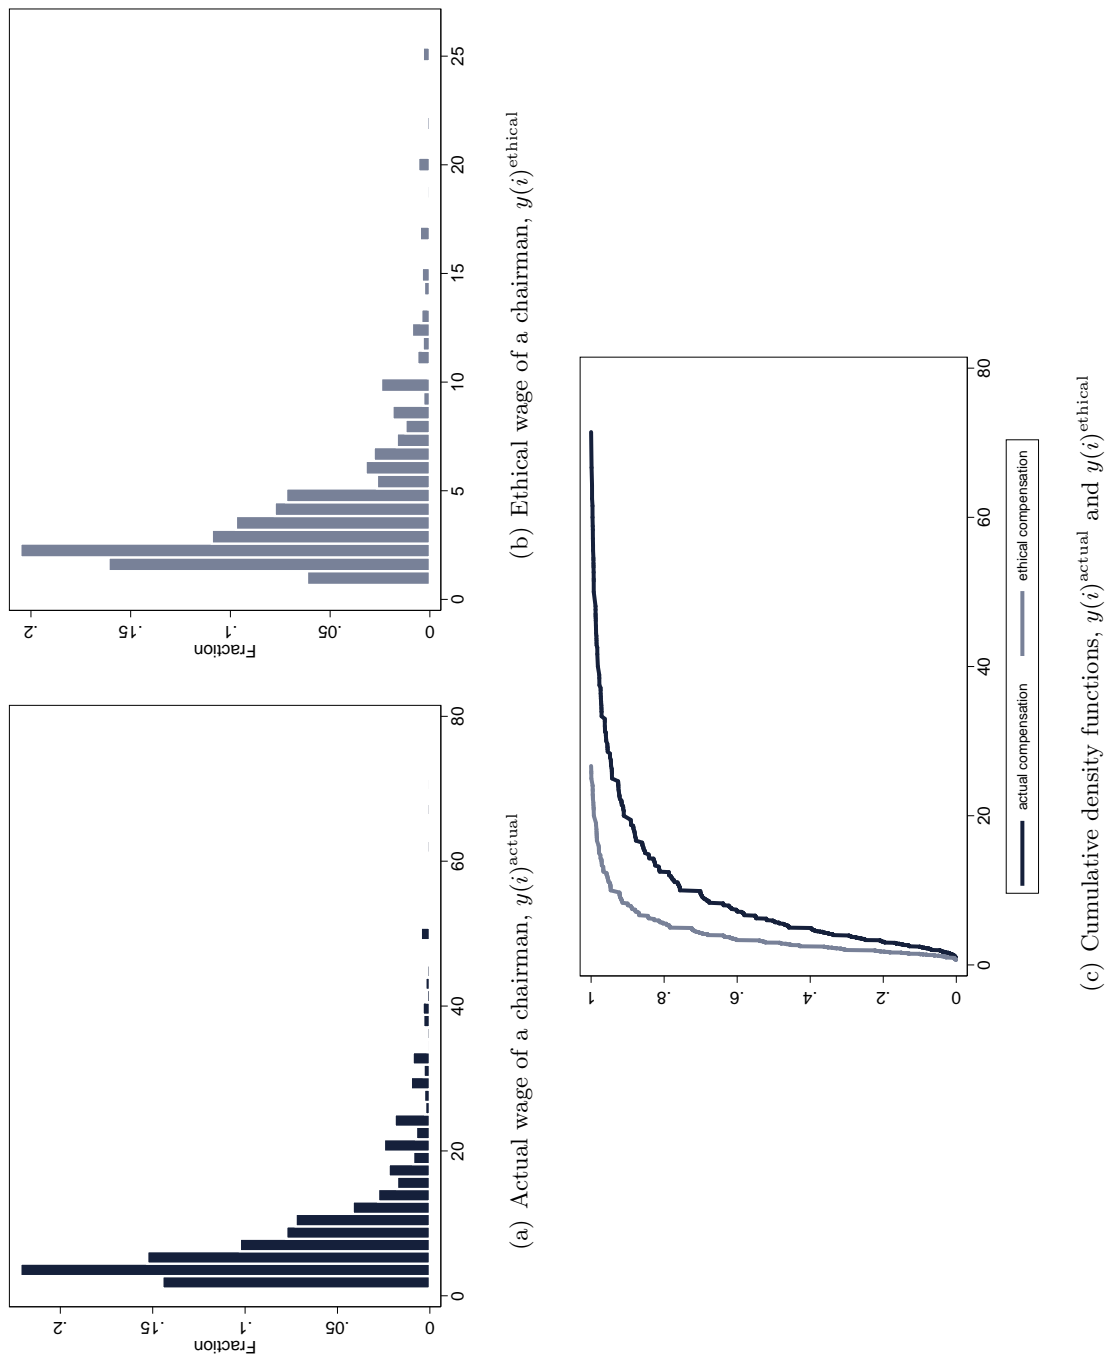 Fraction
0 .05 .1 .15 .2
0 20 40 60 80
(a) Actual wage of a chairman, y(i)^actual
Fraction
0 .05 .1 .15 .2
0 5 10 15 20 25
(b) Ethical wage of a chairman, y(i)^ethical
0 .2 .4 .6 .8 1
0 20 40 60 80
actual compensation ethical compensation
(c) Cumulative density functions, y(i)^actual and y(i)^ethical